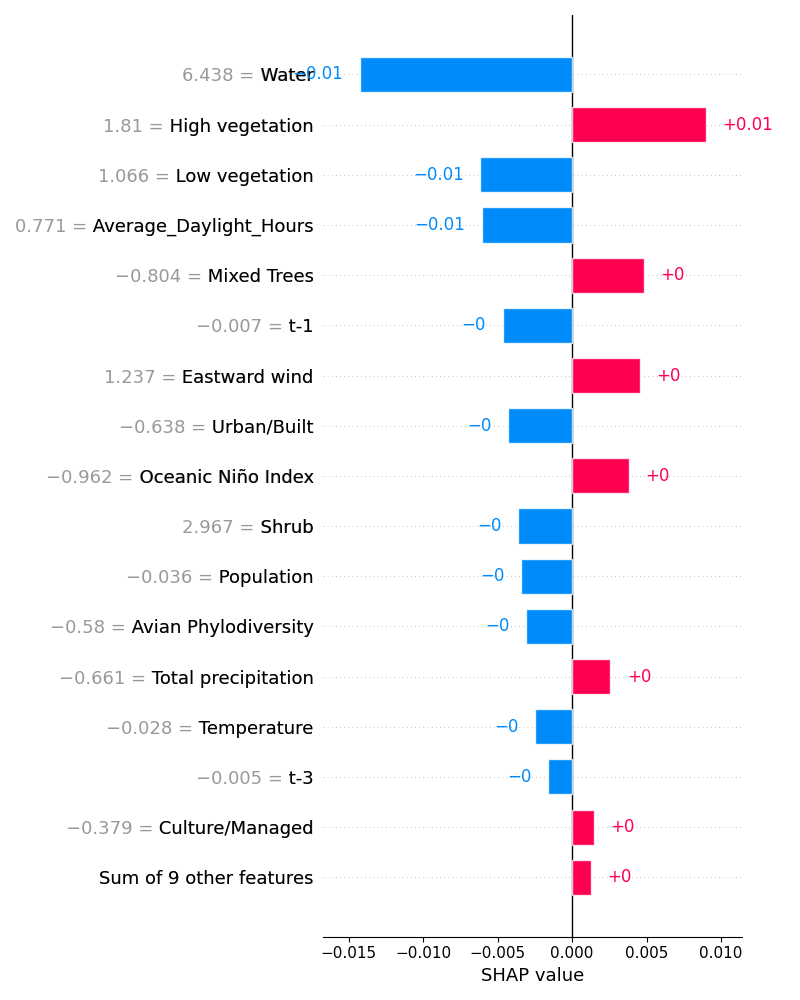 6.438 = Water −0.01
1.81 = High vegetation +0.01
1.066 = Low vegetation −0.01
0.771 = Average_Daylight_Hours −0.01
−0.804 = Mixed Trees +0
−0.007 = t-1 −0
1.237 = Eastward wind +0
−0.638 = Urban/Built −0
−0.962 = Oceanic Niño Index +0
2.967 = Shrub −0
−0.036 = Population −0
−0.58 = Avian Phylodiversity −0
−0.661 = Total precipitation +0
−0.028 = Temperature −0
−0.005 = t-3 −0
−0.379 = Culture/Managed +0
Sum of 9 other features +0
−0.015 −0.010 −0.005 0.000 0.005 0.010
SHAP value